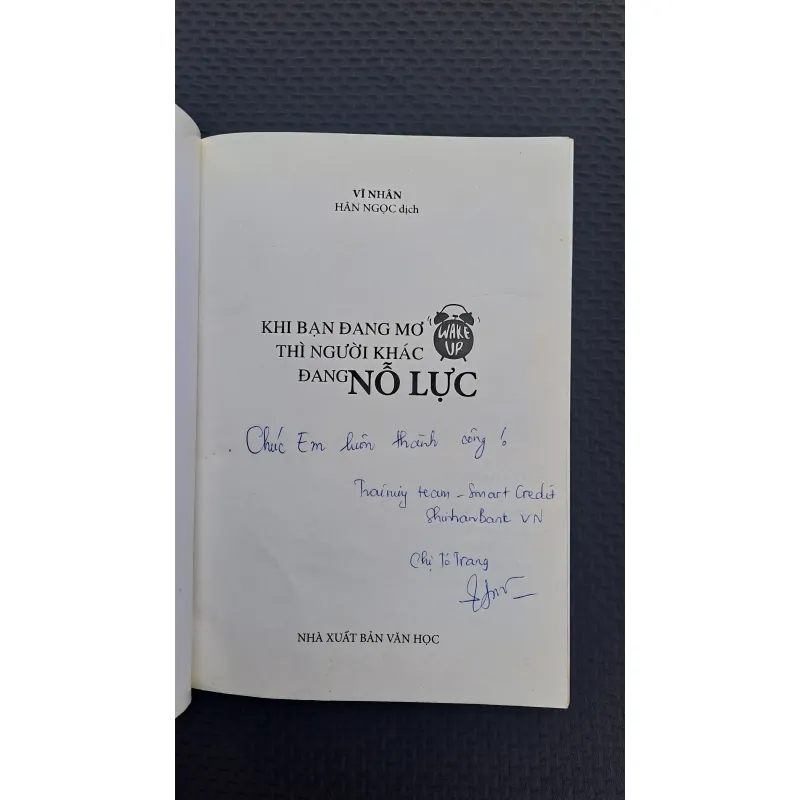 VĨ NHÂN
HÂN NGỌC dịch
KHI BẠN ĐANG MƠ
THÌ NGƯỜI KHÁC
ĐANG NỖ LỰC
WAKE
UP
Chúc Em luôn thành công!
Training team - Smart Credit
ShinhanBank VN
Chị Tô Trang
NHÀ XUẤT BẢN VĂN HỌC